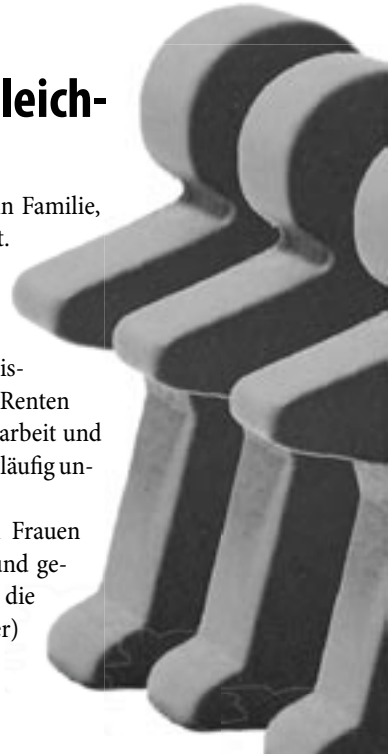 leich-
n Familie,
t.
is-
Renten
arbeit und
läufig un-
Frauen
und ge-
die
er)